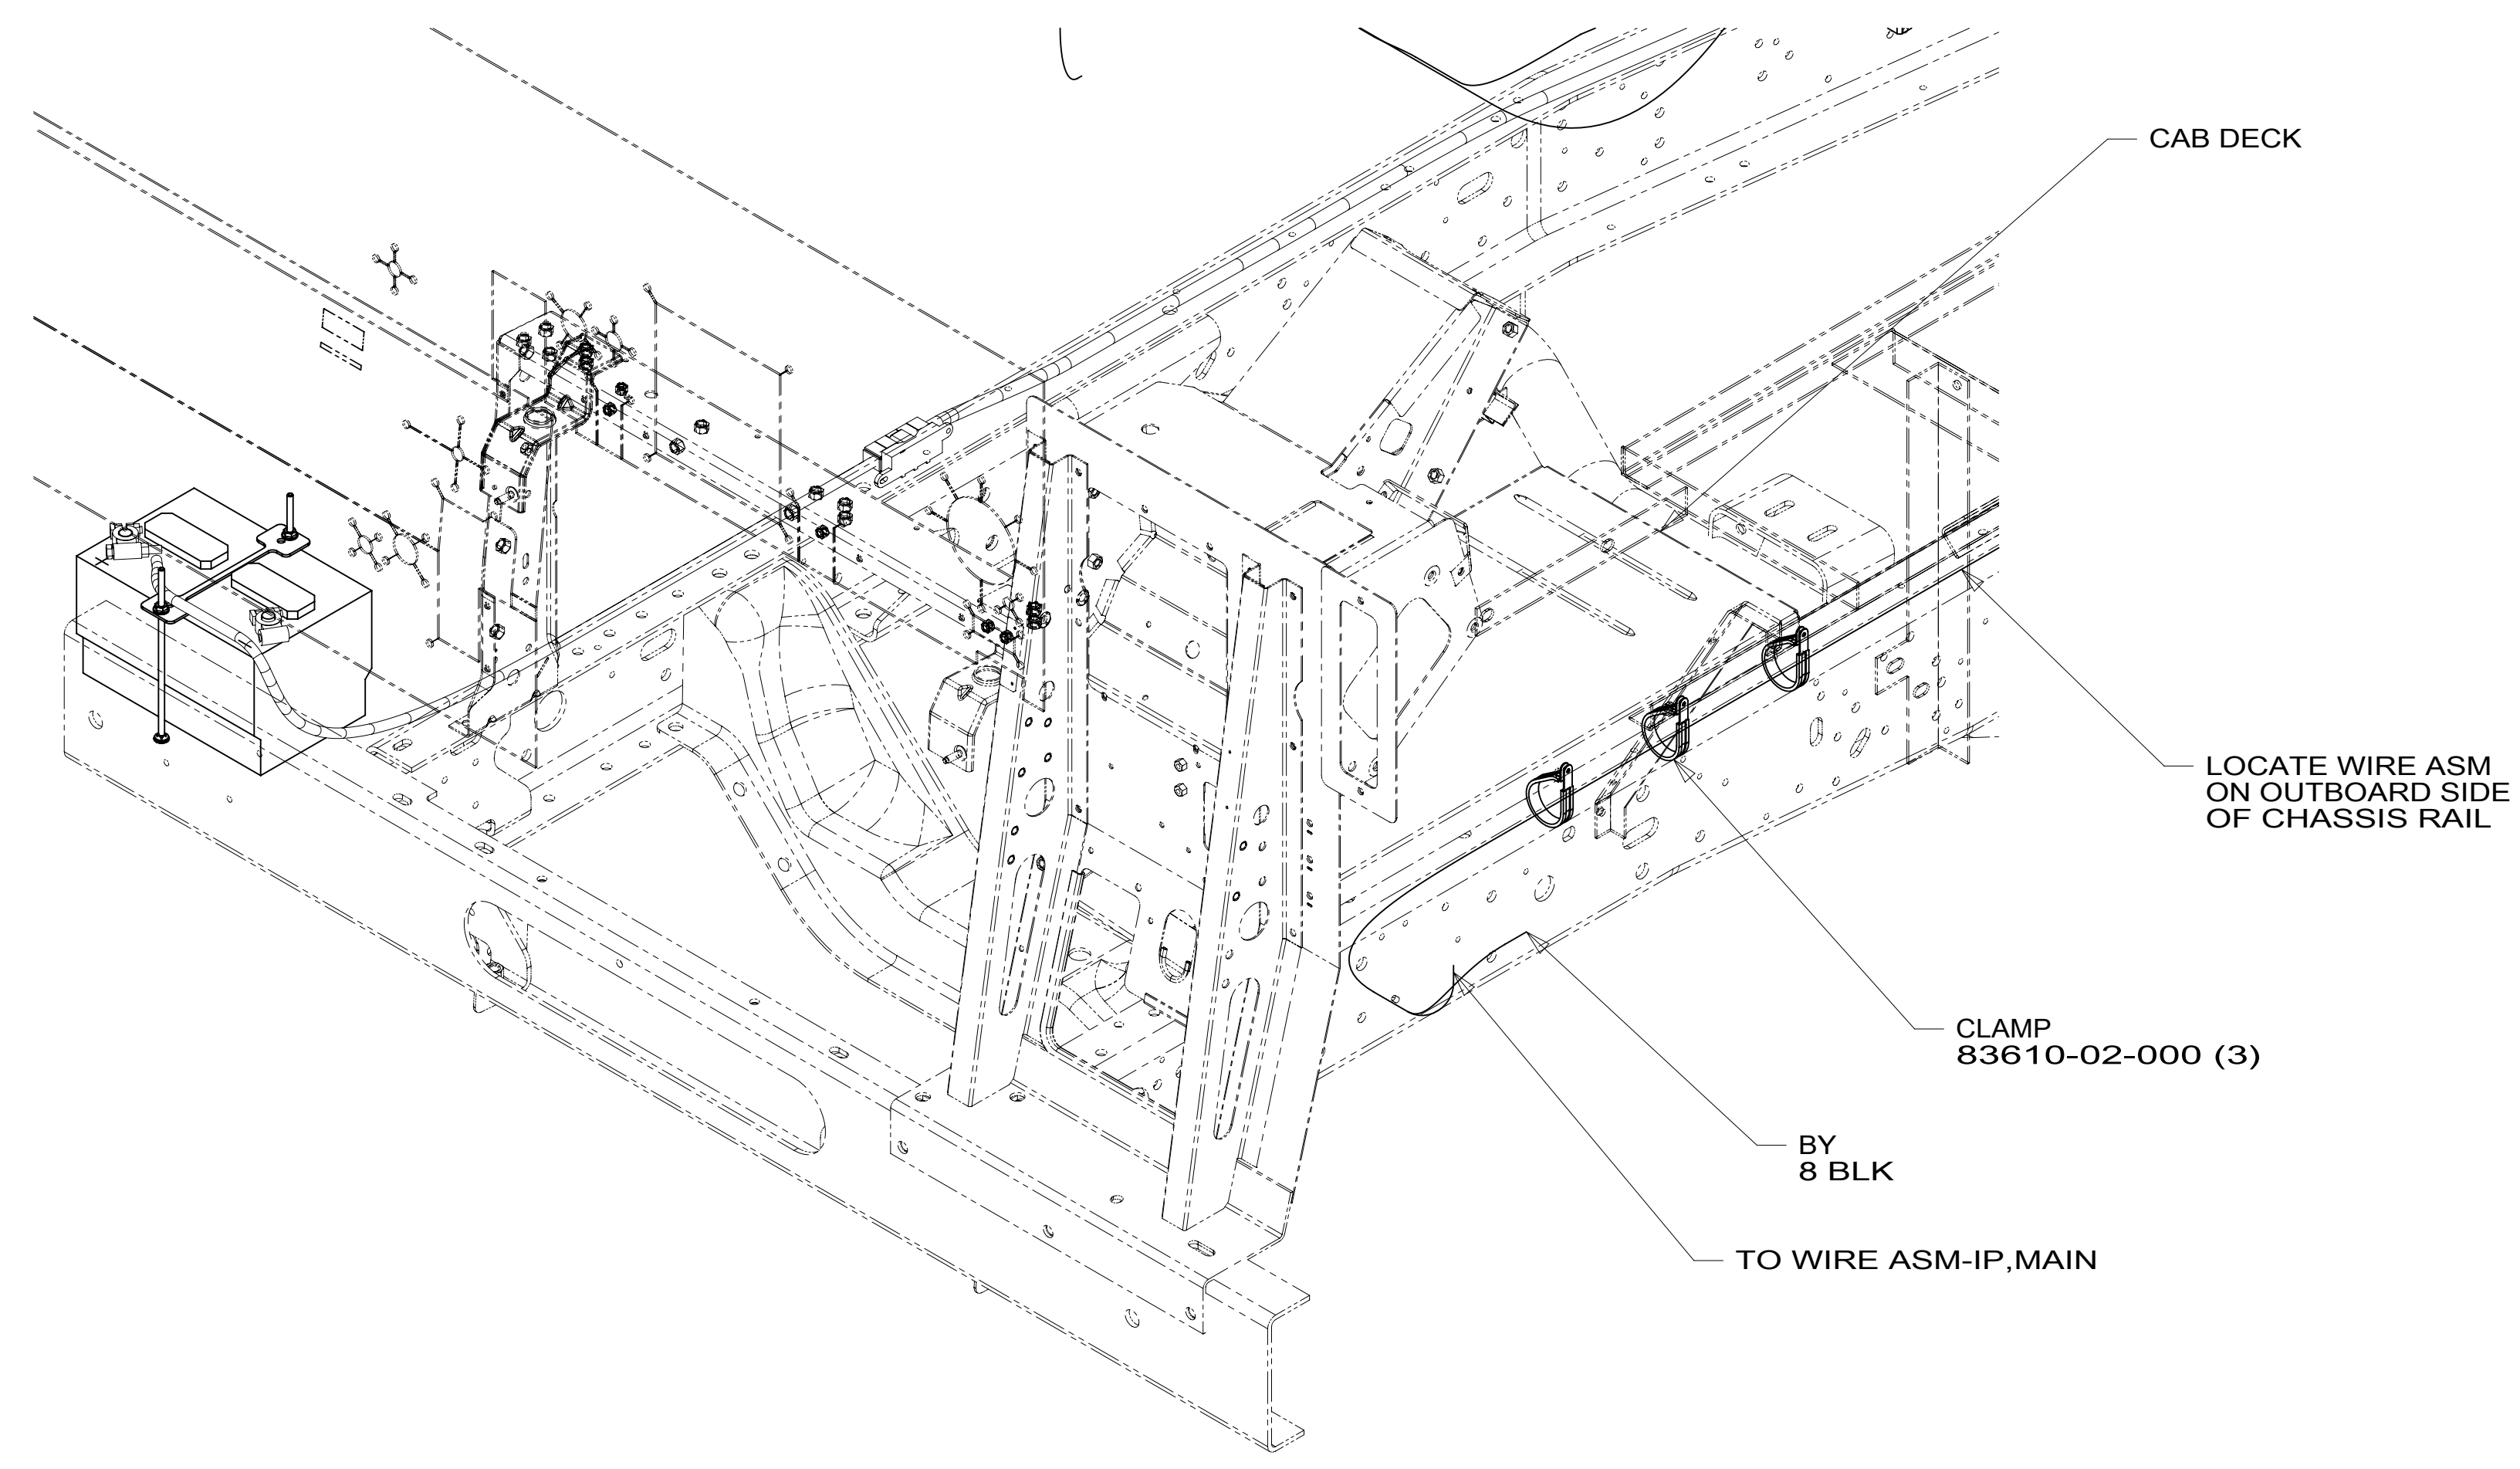 CAB DECK
LOCATE WIRE ASM
ON OUTBOARD SIDE
OF CHASSIS RAIL
CLAMP
83610-02-000 (3)
BY
8 BLK
TO WIRE ASM-IP,MAIN